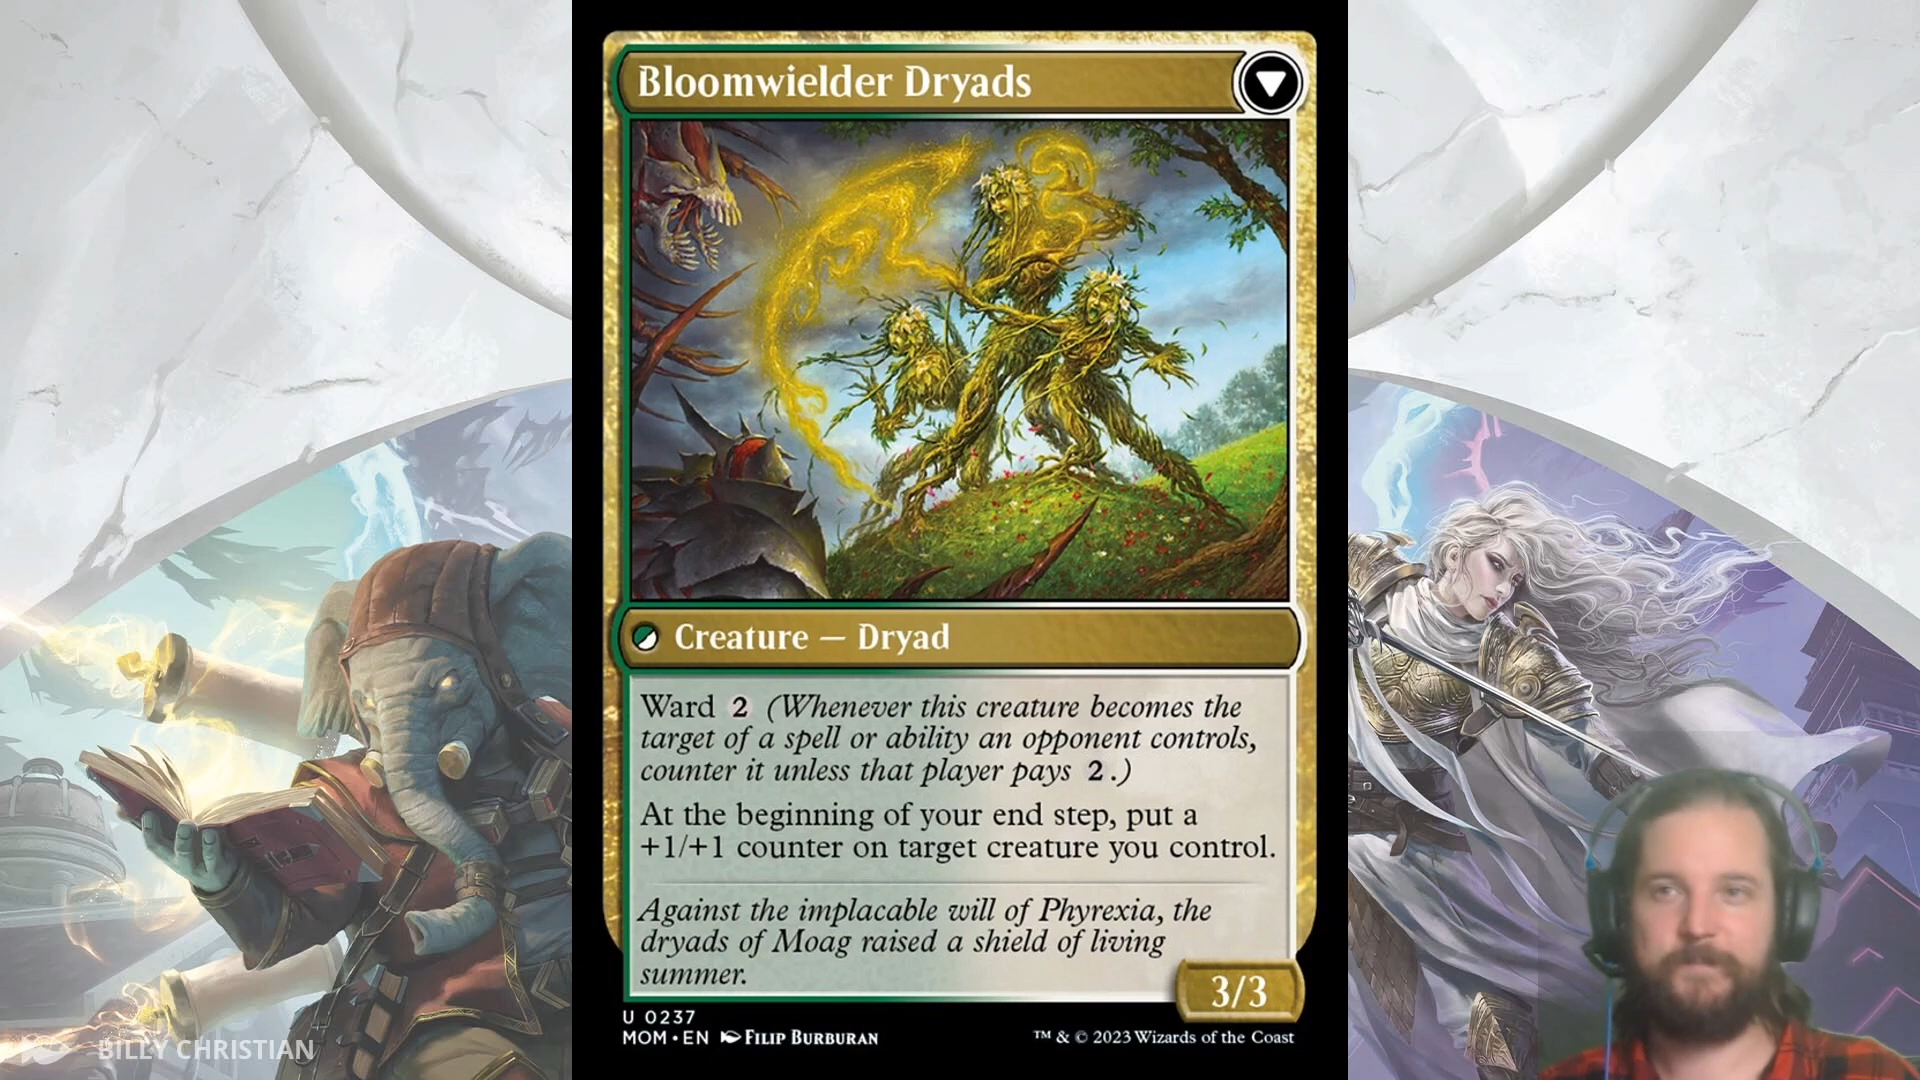 Bloomwielder Dryads
Creature — Dryad
Ward 2 (Whenever this creature becomes the
target of a spell or ability an opponent controls,
counter it unless that player pays 2.)
At the beginning of your end step, put a
+1/+1 counter on target creature you control.
Against the implacable will of Phyrexia, the
dryads of Moag raised a shield of living
summer.
3/3
U 0237
MOM • EN FILIP BURBURAN
™ & © 2023 Wizards of the Coast
BILLY CHRISTIAN